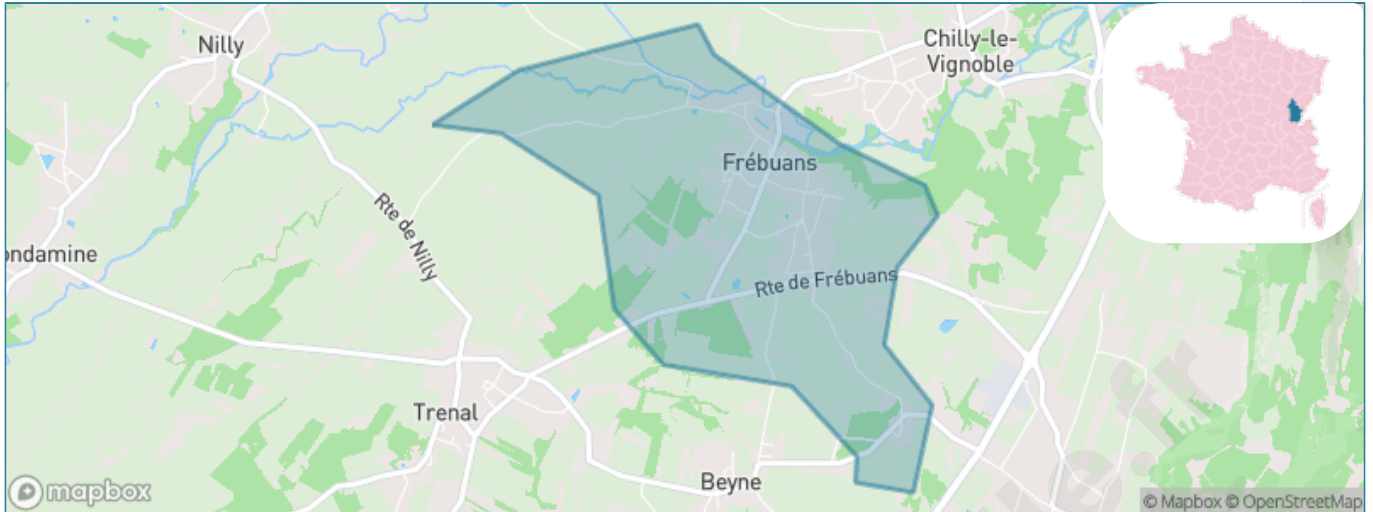 Nilly
Chilly-le-
Vignoble
Frébuans
Rte de Nilly
ondamine
Rte de Frébuans
Trenal
Beyne
mapbox
© Mapbox © OpenStreetMap